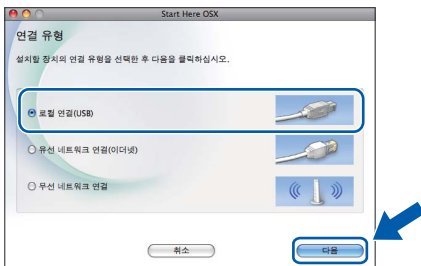 Start Here OSX
연결 유형
설치할 장치의 연결 유형을 선택한 후 다음을 클릭하십시오.
로컬 연결(USB)
유선 네트워크 연결(이더넷)
무선 네트워크 연결
취소
다음